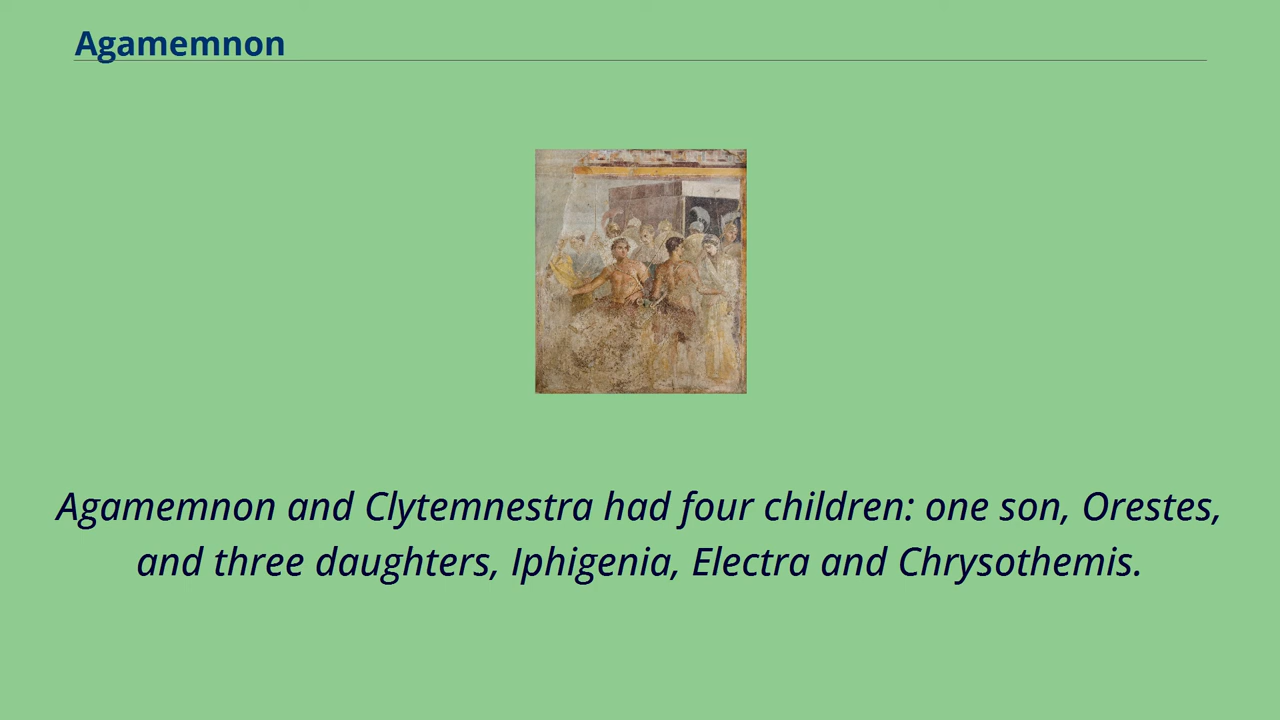 Agamemnon
Agamemnon and Clytemnestra had four children: one son, Orestes,
and three daughters, Iphigenia, Electra and Chrysothemis.